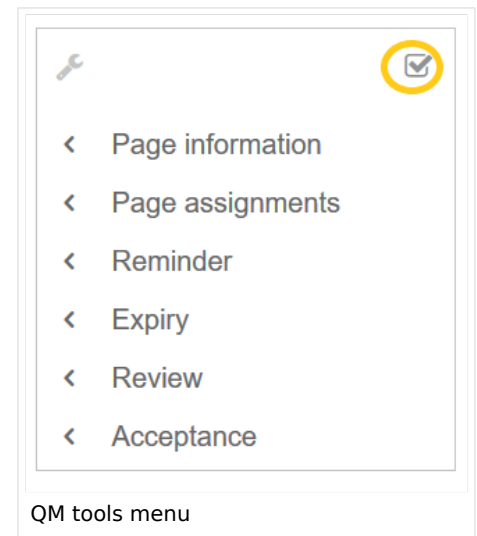 Page information
Page assignments
Reminder
Expiry
Review
Acceptance
QM tools menu